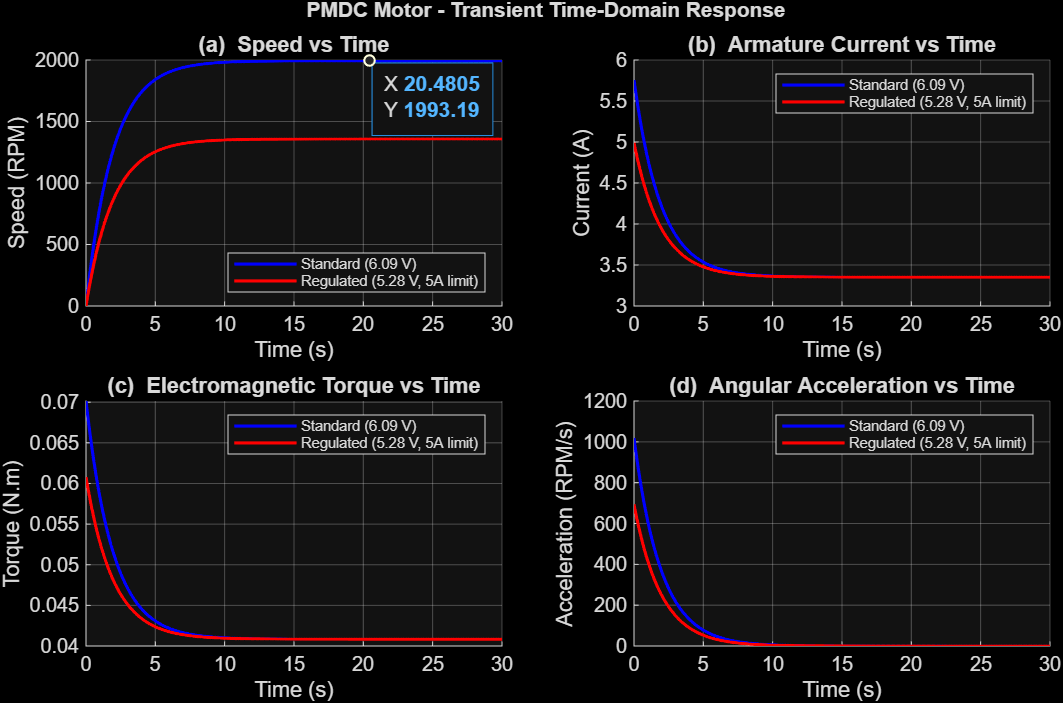 PMDC Motor - Transient Time-Domain Response
(a)  Speed vs Time
2000
1500
1000
500
0
Speed (RPM)
X 20.4805
Y 1993.19
Standard (6.09 V)
Regulated (5.28 V, 5A limit)
0 5 10 15 20 25 30
Time (s)
(b)  Armature Current vs Time
6
5.5
5
4.5
4
3.5
3
Current (A)
Standard (6.09 V)
Regulated (5.28 V, 5A limit)
0 5 10 15 20 25 30
Time (s)
(c)  Electromagnetic Torque vs Time
0.07
0.065
0.06
0.055
0.05
0.045
0.04
Torque (N.m)
Standard (6.09 V)
Regulated (5.28 V, 5A limit)
0 5 10 15 20 25 30
Time (s)
(d)  Angular Acceleration vs Time
1200
1000
800
600
400
200
0
Acceleration (RPM/s)
Standard (6.09 V)
Regulated (5.28 V, 5A limit)
0 5 10 15 20 25 30
Time (s)